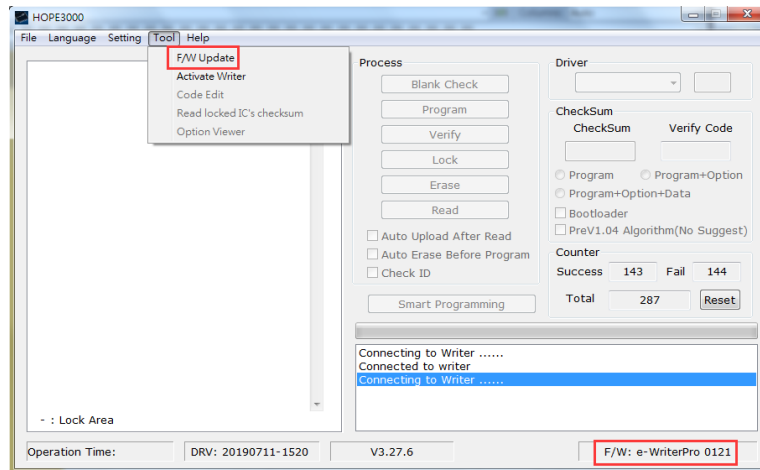 HOPE3000
File Language Setting Tool Help
F/W Update
Activate Writer
Code Edit
Read locked IC's checksum
Option Viewer
- : Lock Area
Process
Blank Check
Program
Verify
Lock
Erase
Read
Auto Upload After Read
Auto Erase Before Program
Check ID
Smart Programming
Driver
CheckSum
CheckSum Verify Code
Program Program+Option
Program+Option+Data
Bootloader
PreV1.04 Algorithm(No Suggest)
Counter
Success 143 Fail 144
Total 287 Reset
Connecting to Writer ......
Connected to writer
Connecting to Writer ......
Operation Time: DRV: 20190711-1520 V3.27.6 F/W: e-WriterPro 0121